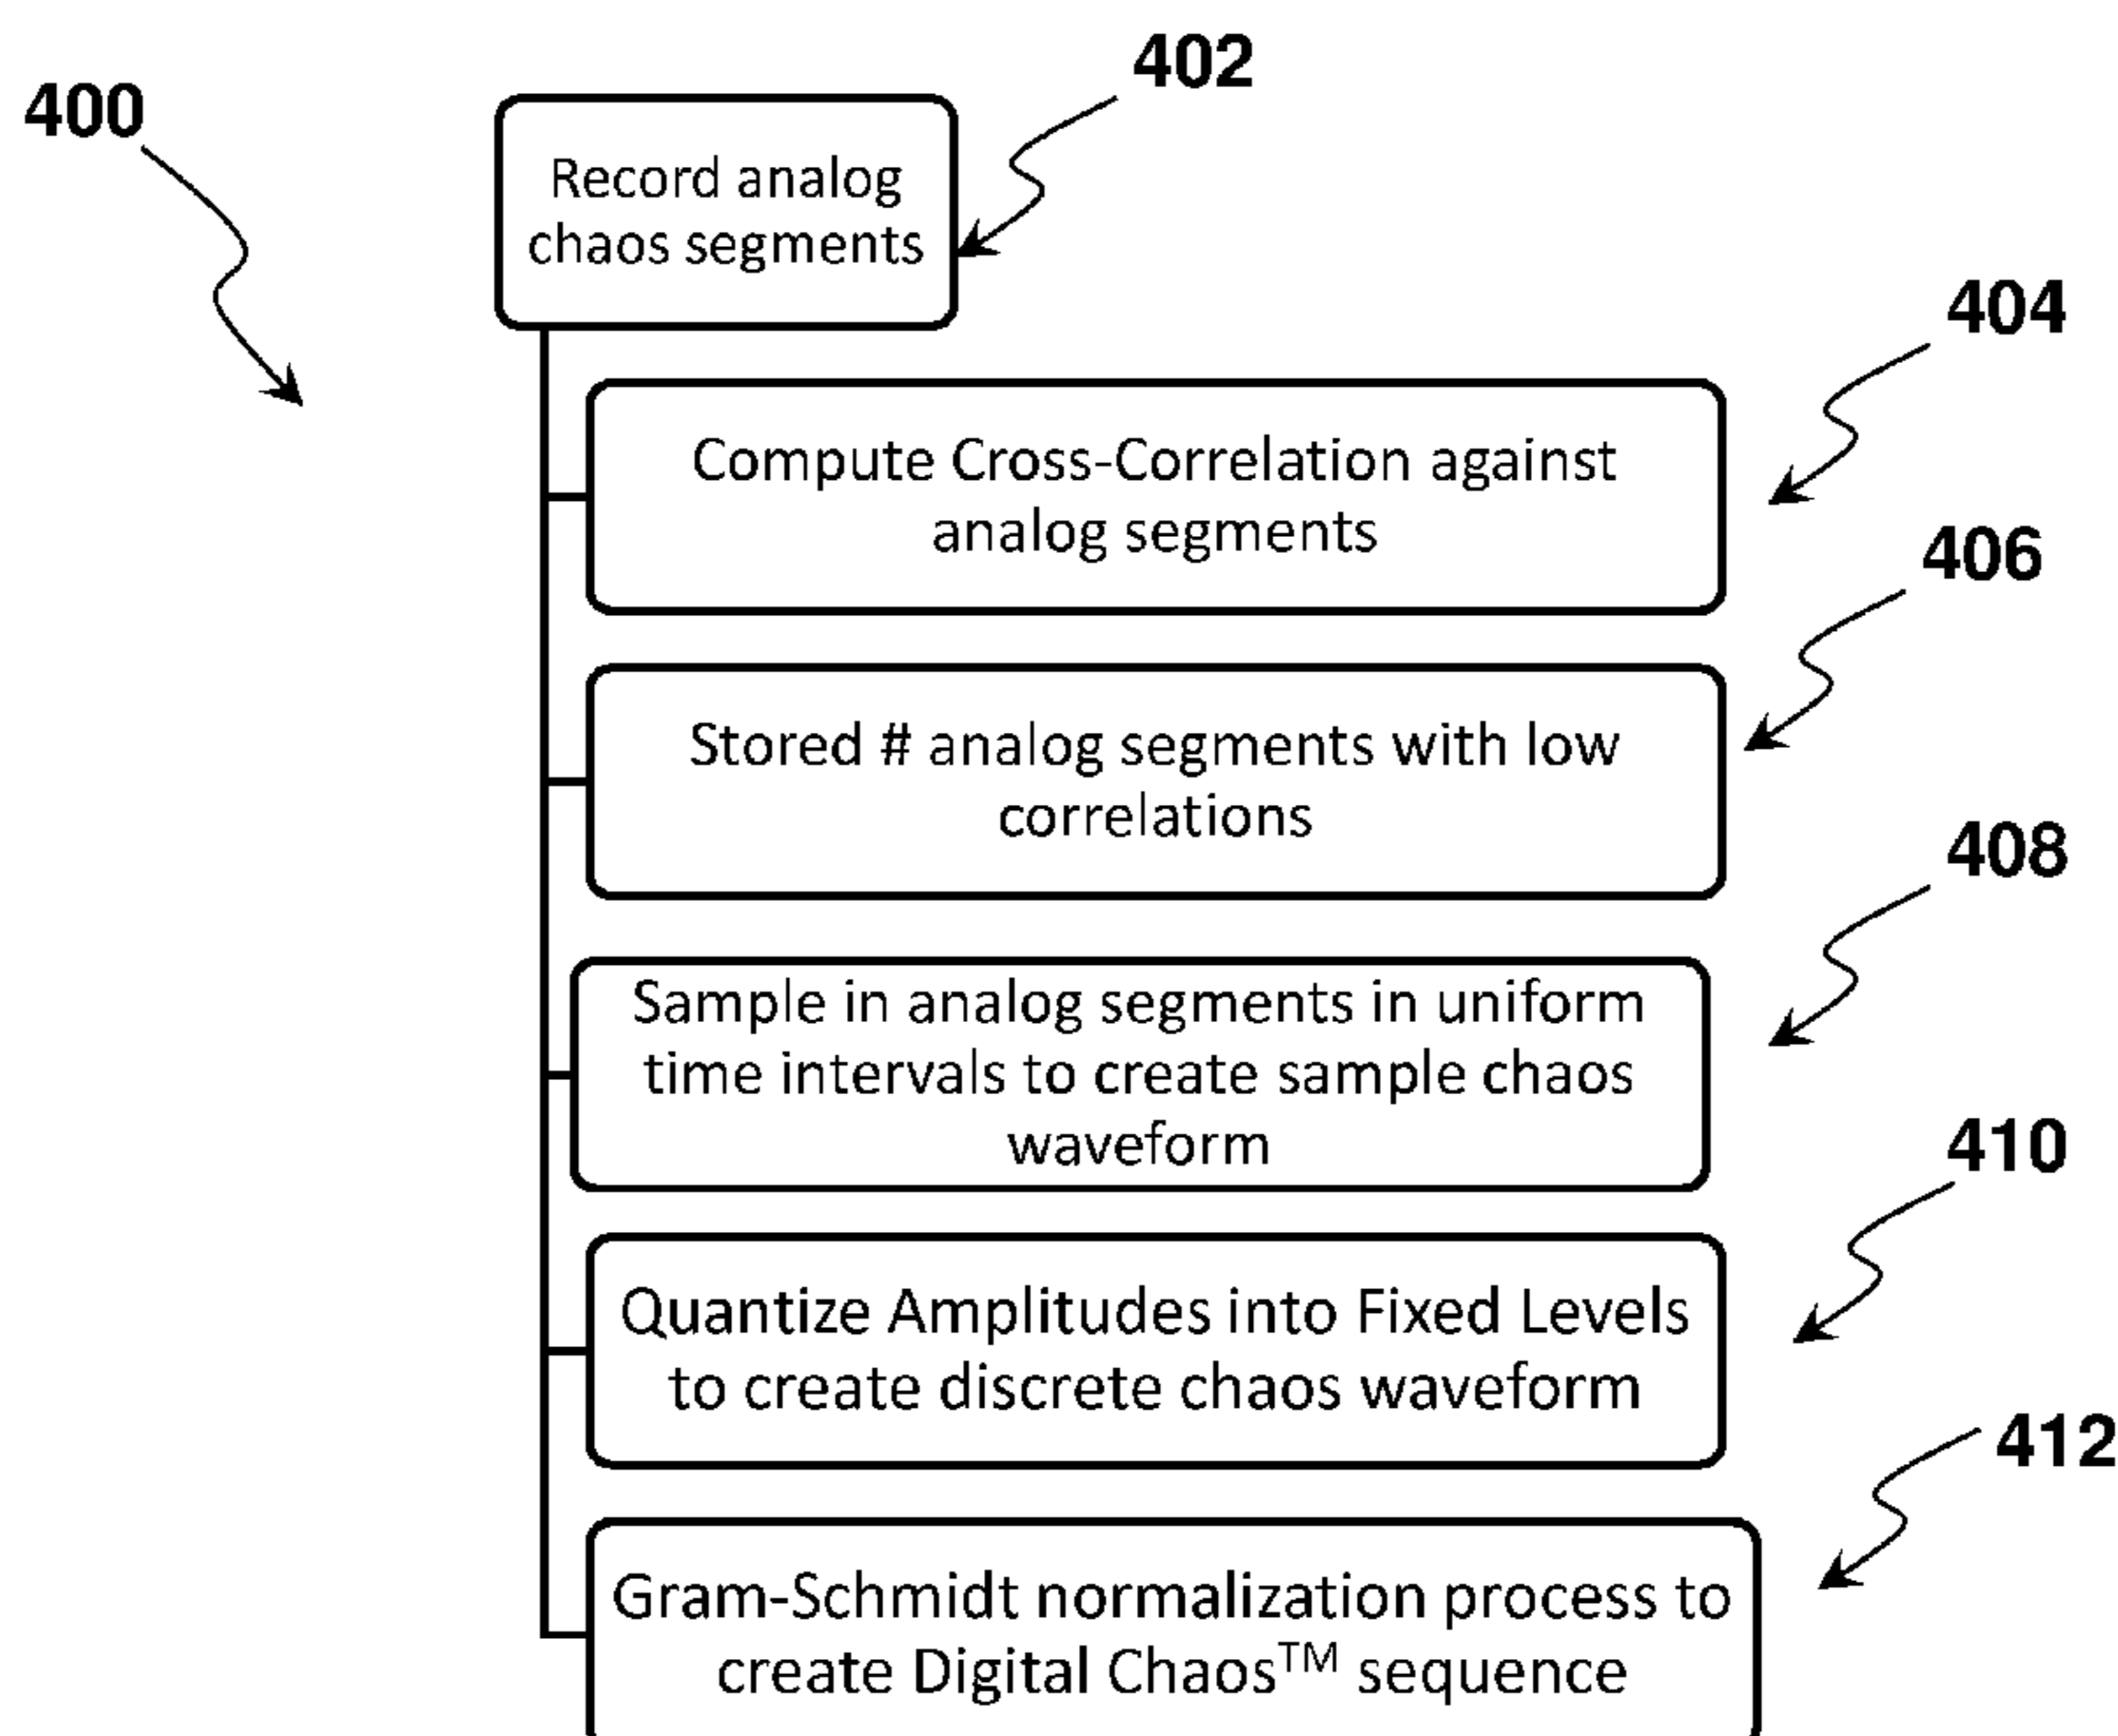 402
400
Record analog
chaos segments
404
Compute Cross-Correlation against
analog segments
406
Stored # analog segments with low
correlations
408
Sample in analog segments in uniform
time intervals to create sample chaos
waveform
410
Quantize Amplitudes into Fixed Levels
to create discrete chaos waveform
412
Gram-Schmidt normalization process to
create Digital Chaos™ sequence